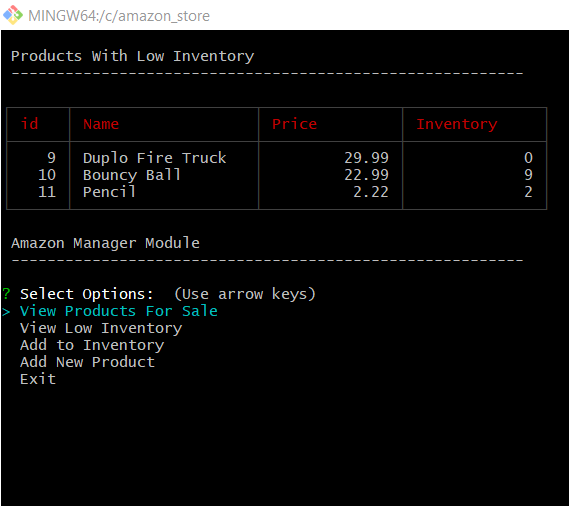 MINGW64:/c/amazon_store
Products With Low Inventory
---------------------------------------------------------
id Name Price Inventory
9 Duplo Fire Truck 29.99 0
10 Bouncy Ball 22.99 9
11 Pencil 2.22 2
Amazon Manager Module
---------------------------------------------------------
? Select Options: (Use arrow keys)
> View Products For Sale
View Low Inventory
Add to Inventory
Add New Product
Exit